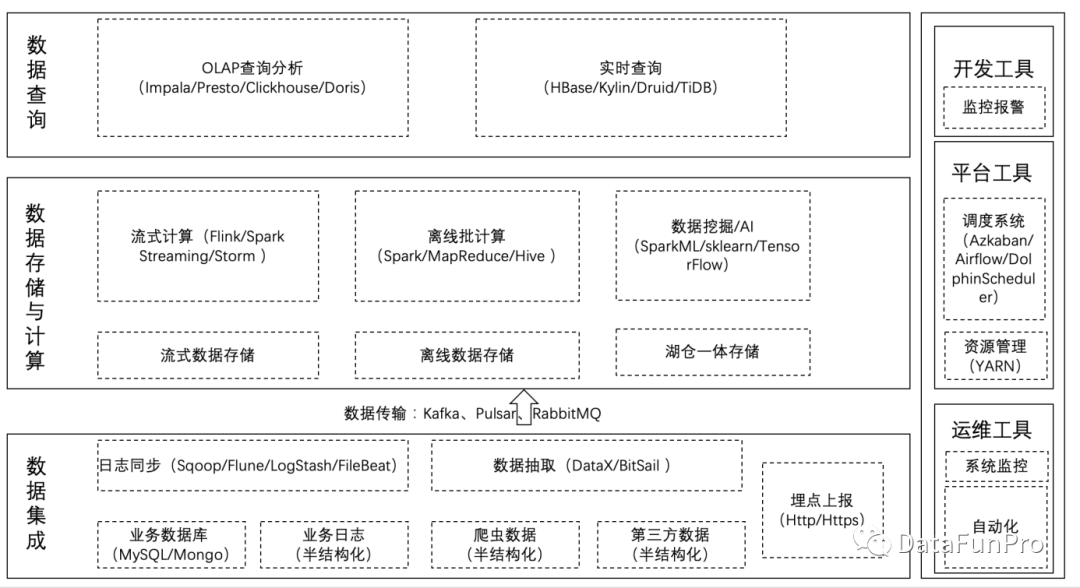 数据查询
OLAP查询分析
（Impala/Presto/Clickhouse/Doris）
实时查询
（HBase/Kylin/Druid/TiDB）
数据存储与计算
流式计算（Flink/Spark
Streaming/Storm ）
离线批计算
（Spark/MapReduce/Hive ）
数据挖掘/AI
（SparkML/sklearn/Tenso
rFlow）
流式数据存储
离线数据存储
湖仓一体存储
数据传输：Kafka、Pulsar、RabbitMQ
数据集成
日志同步（Sqoop/Flune/LogStash/FileBeat）
数据抽取（DataX/BitSail ）
埋点上报
（Http/Https）
业务数据库
（MySQL/Mongo）
业务日志
（半结构化）
爬虫数据
（半结构化）
第三方数据
（半结构化）
开发工具
监控报警
平台工具
调度系统
（Azkaban/
Airflow/Dol
phinSchedul
er）
资源管理
（YARN）
运维工具
系统监控
自动化
DataFunPro